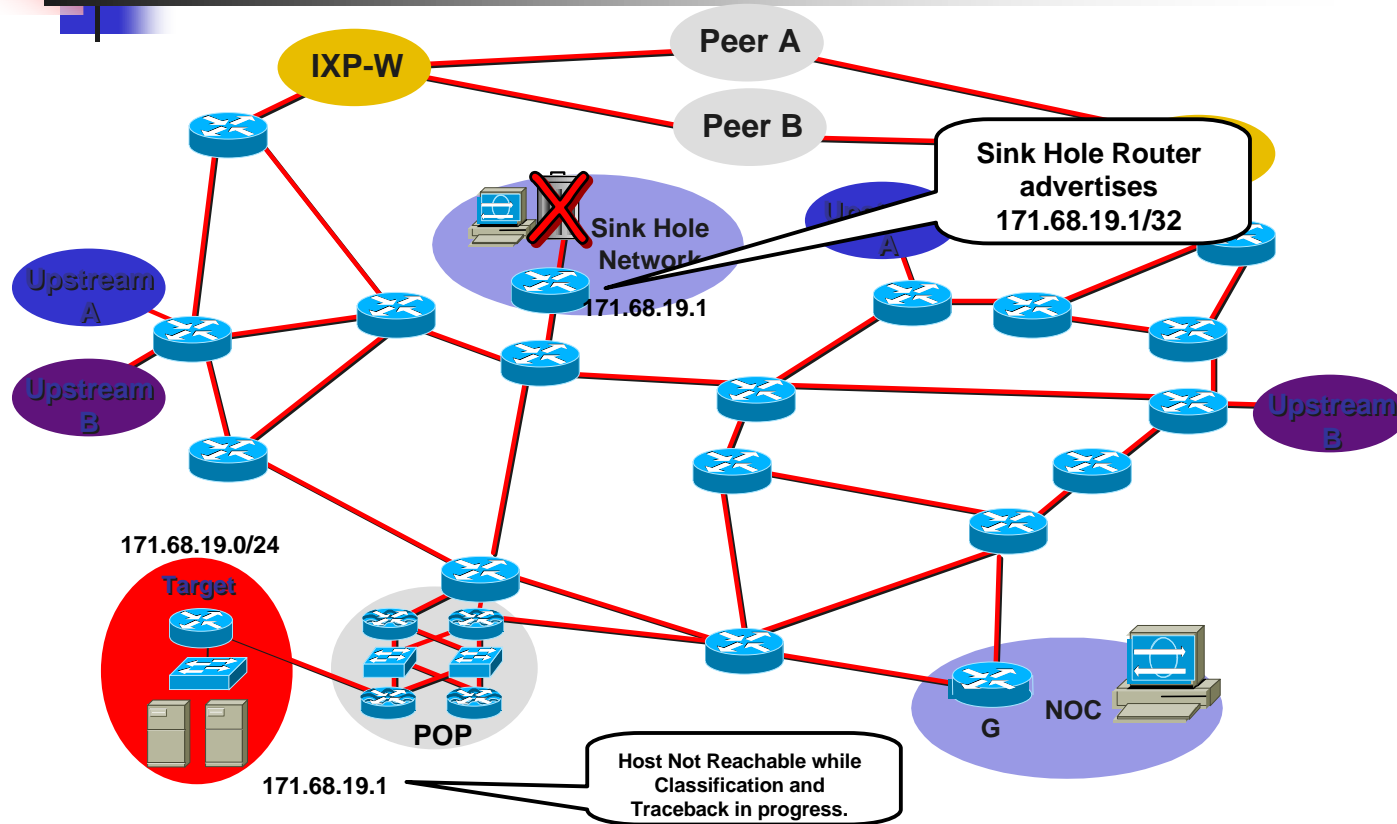 IXP-W
Peer A
Peer B
Sink Hole Router
advertises
171.68.19.1/32
Sink Hole
Network
171.68.19.1
A
Upstream
A
Upstream
B
Upstream
B
171.68.19.0/24
Target
POP
171.68.19.1
Host Not Reachable while
Classification and
Traceback in progress.
G
NOC